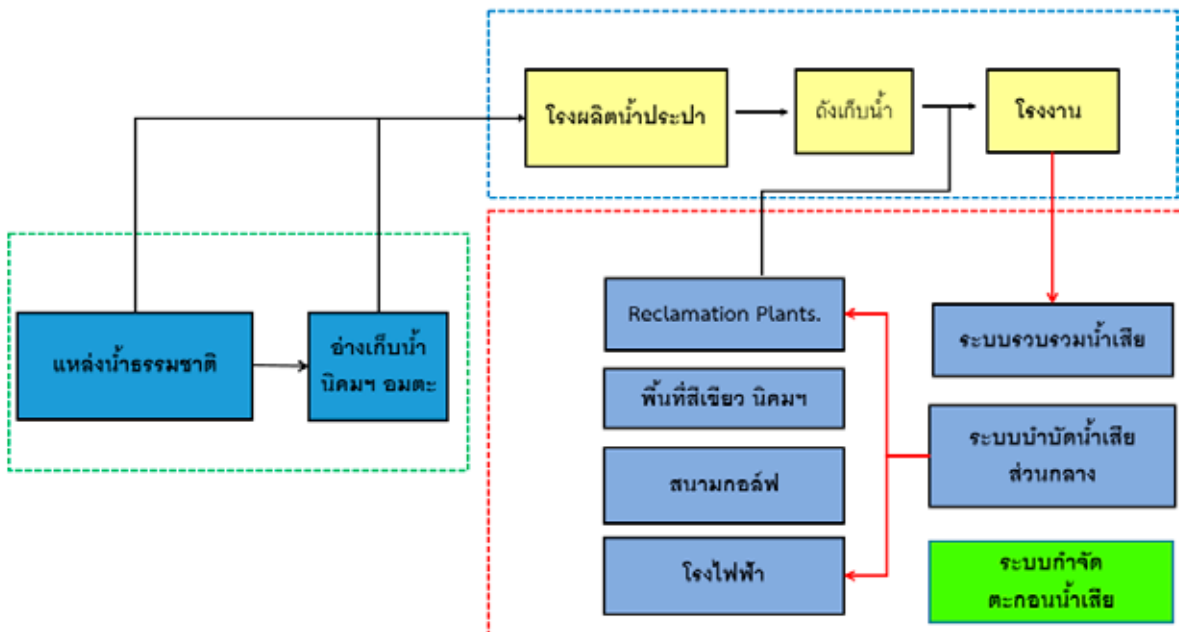 โรงผลิตน้ำประปา
ถังเก็บน้ำ
โรงงาน
แหล่งน้ำธรรมชาติ
อ่างเก็บน้ำ
นิคมฯ อมตะ
Reclamation Plants.
ระบบรวบรวมน้ำเสีย
พื้นที่สีเขียว นิคมฯ
ระบบบำบัดน้ำเสีย
ส่วนกลาง
สนามกอล์ฟ
โรงไฟฟ้า
ระบบกำจัด
ตะกอนน้ำเสีย